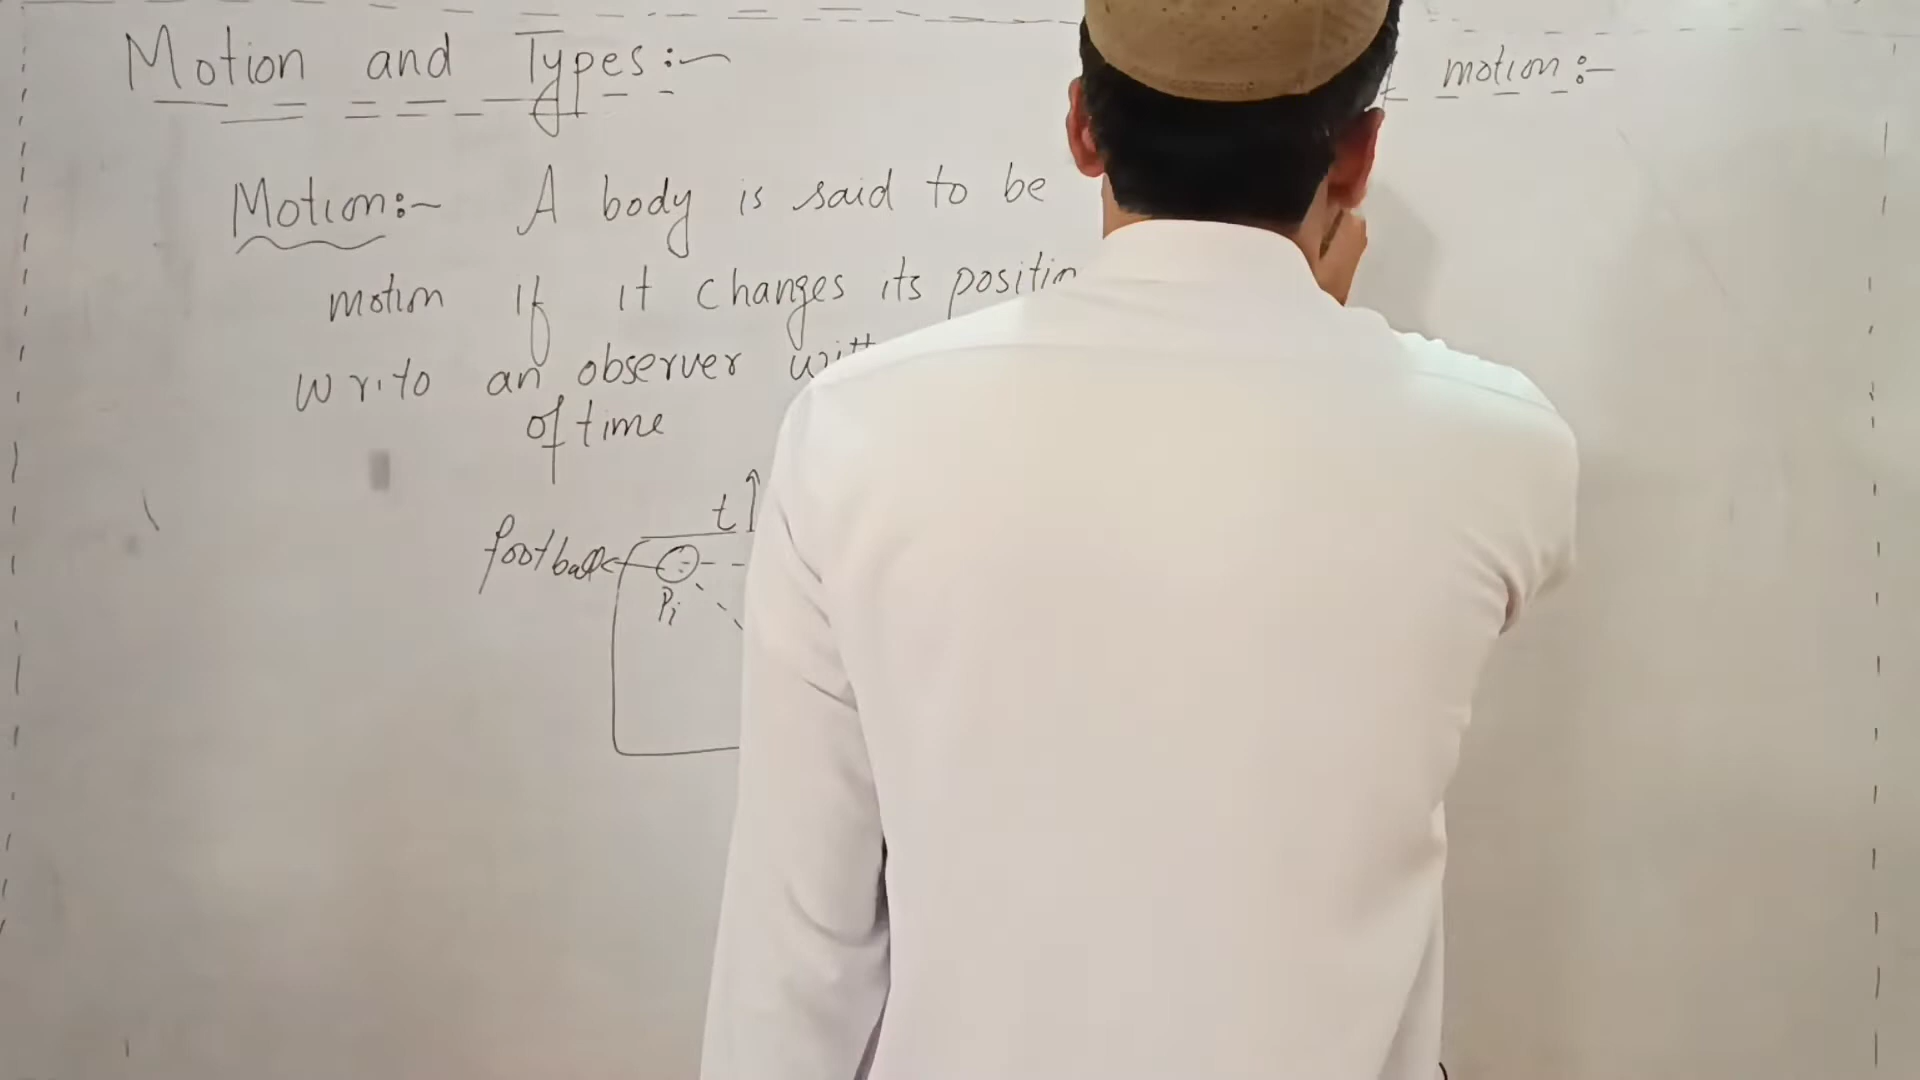 Motion and Types:-
motion:-
Motion:- A body is said to be
motion if it changes its position
w.r.to an observer
of time
t
football
Pi